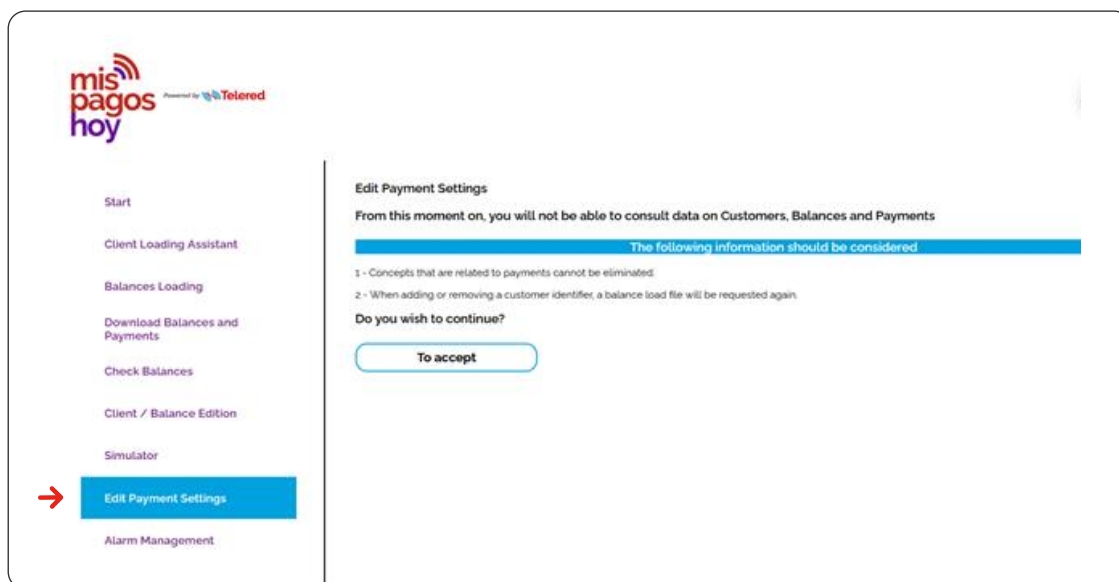 mis
pagos
hoy
Powered by Telered
Start
Client Loading Assistant
Balances Loading
Download Balances and
Payments
Check Balances
Client / Balance Edition
Simulator
Edit Payment Settings
Alarm Management
Edit Payment Settings
From this moment on, you will not be able to consult data on Customers, Balances and Payments
The following information should be considered
1 - Concepts that are related to payments cannot be eliminated.
2 - When adding or removing a customer identifier, a balance load file will be requested again.
Do you wish to continue?
To accept